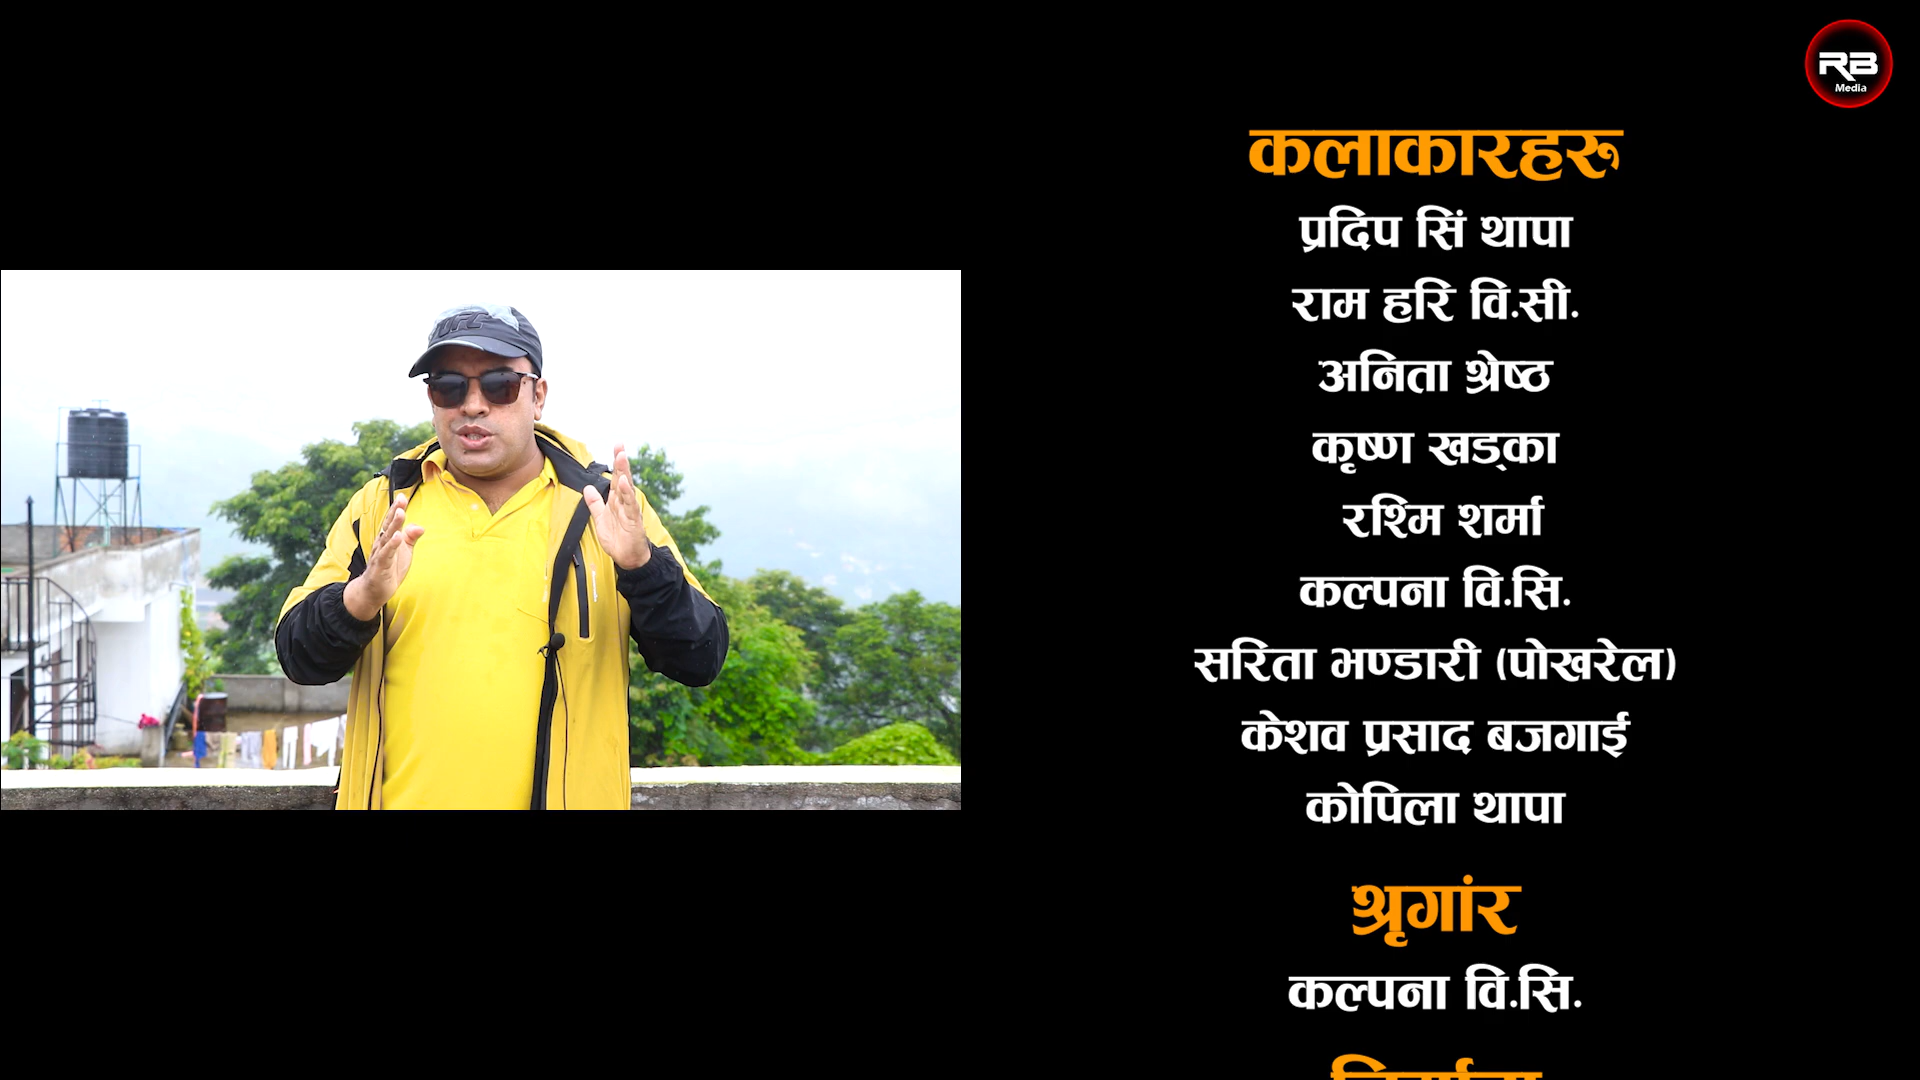 RB
Media
कलाकारहरू
प्रदिप सिं थापा
राम हरि वि.सी.
अनिता श्रेष्ठ
कृष्ण खड्का
रश्मि शर्मा
कल्पना वि.सि.
सरिता भण्डारी (पोखरेल)
केशव प्रसाद बजगाई
कोपिला थापा
श्रृगांर
कल्पना वि.सि.